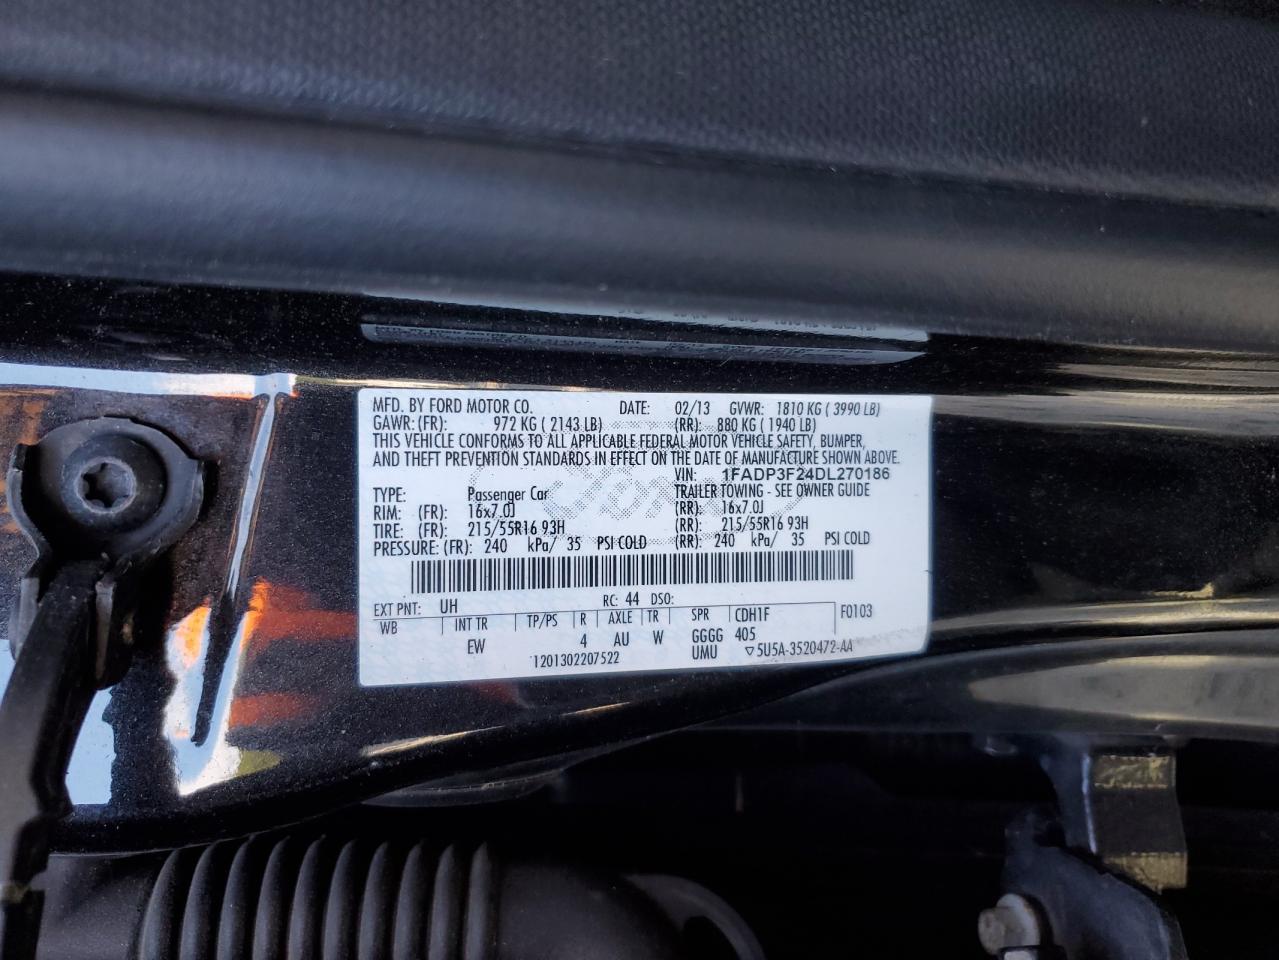 MFD. BY FORD MOTOR CO. DATE: 02/13 GVWR: 1810 KG ( 3990 LB)
GAWR: (FR): 972 KG ( 2143 LB) (RR): 880 KG ( 1940 LB)
THIS VEHICLE CONFORMS TO ALL APPLICABLE FEDERAL MOTOR VEHICLE SAFETY, BUMPER,
AND THEFT PREVENTION STANDARDS IN EFFECT ON THE DATE OF MANUFACTURE SHOWN ABOVE.
VIN: 1FADP3F24DL270186
TYPE: Passenger Car TRAILER TOWING - SEE OWNER GUIDE
RIM: (FR): 16x7.0J (RR): 16x7.0J
TIRE: (FR): 215/55R16 93H (RR): 215/55R16 93H
PRESSURE: (FR): 240 kPa/ 35 PSI COLD (RR): 240 kPa/ 35 PSI COLD
EXT PNT: UH RC: 44 DSO:
WB INT TR TP/PS R AXLE TR SPR CDH1F F0103
EW 4 AU W GGGG 405
1201302207522 UMU ▽5U5A-3520472-AA